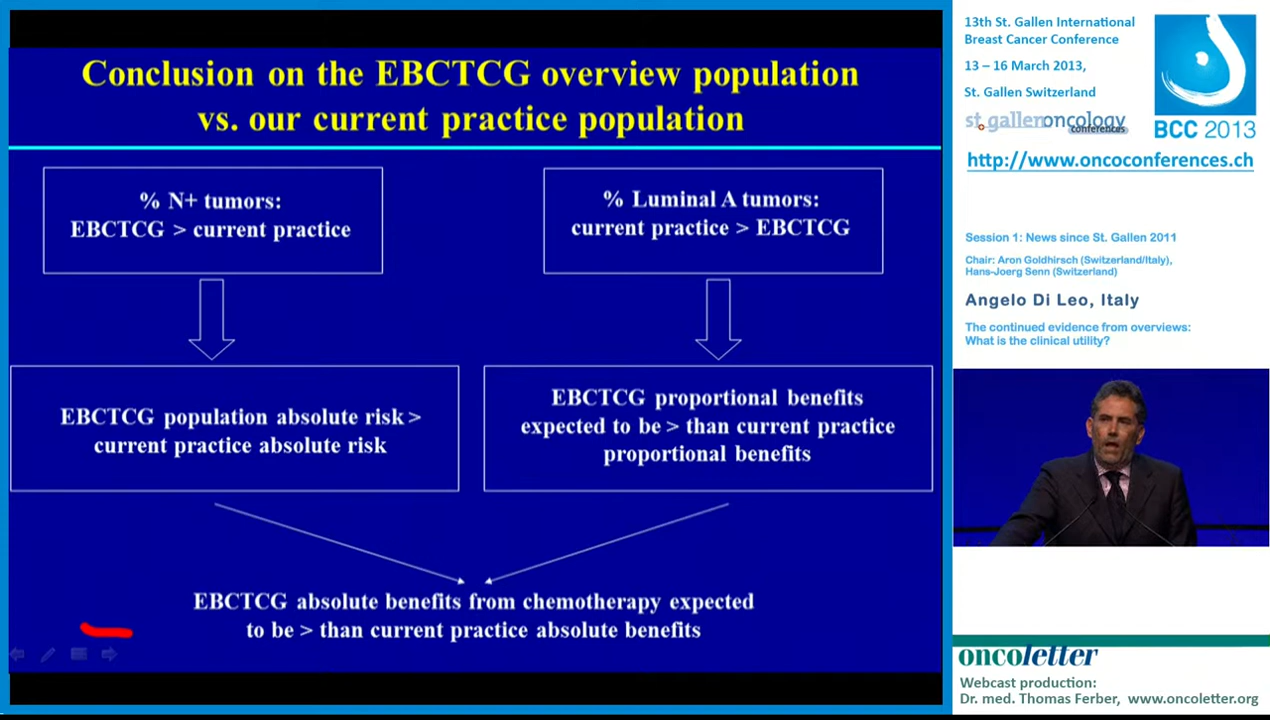 Conclusion on the EBCTCG overview population
vs. our current practice population
% N+ tumors:
EBCTCG > current practice
% Luminal A tumors:
current practice > EBCTCG
EBCTCG population absolute risk >
current practice absolute risk
EBCTCG proportional benefits
expected to be > than current practice
proportional benefits
EBCTCG absolute benefits from chemotherapy expected
to be > than current practice absolute benefits
13th St. Gallen International
Breast Cancer Conference
13 – 16 March 2013,
St. Gallen Switzerland
st.gallenoncology
conferences
BCC 2013
http://www.oncoconferences.ch
Session 1: News since St. Gallen 2011
Chair: Aron Goldhirsch (Switzerland/Italy),
Hans-Joerg Senn (Switzerland)
Angelo Di Leo, Italy
The continued evidence from overviews:
What is the clinical utility?
oncoletter
Webcast production:
Dr. med. Thomas Ferber, www.oncoletter.org